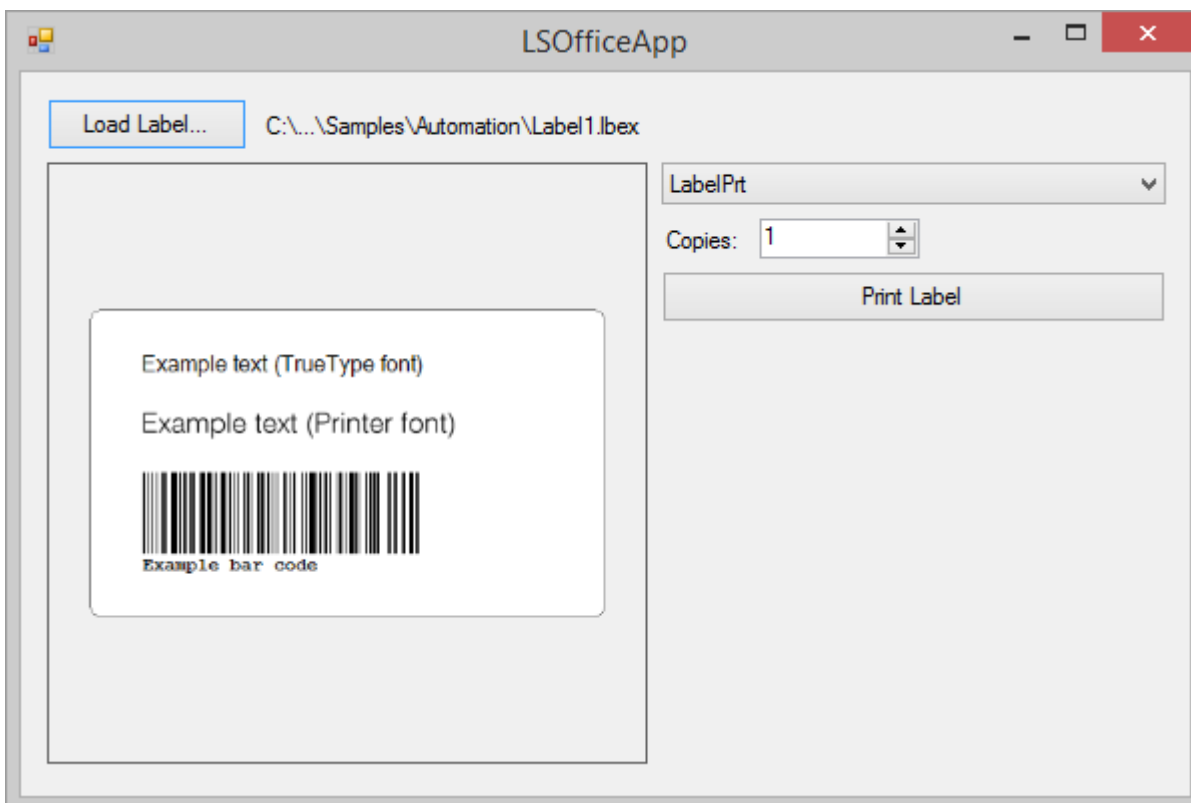 LSOfficeApp
Load Label...
C:\...\Samples\Automation\Label1.lbex
LabelPrt
Copies: 1
Print Label
Example text (TrueType font)
Example text (Printer font)
Example bar code